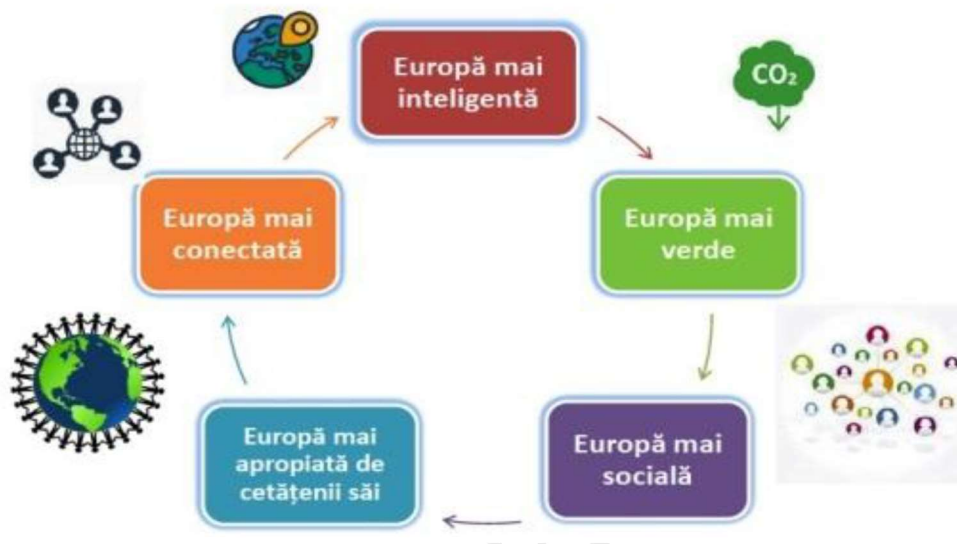 Europă mai
inteligentă
CO₂
Europă mai
verde
Europă mai
socială
Europă mai
apropiată de
cetățenii săi
Europă mai
conectată